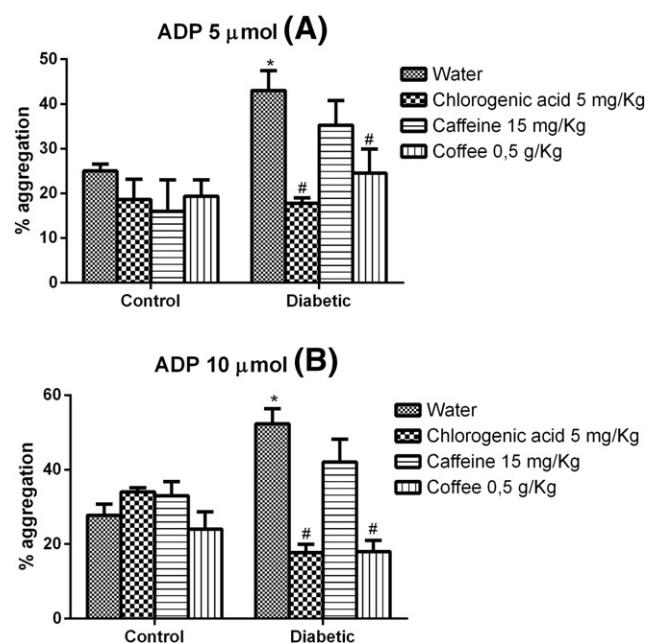 ADP 5 μmol (A)
50
40
30
20
10
0
% aggregation
*
#
#
Control
Diabetic
Water
Chlorogenic acid 5 mg/Kg
Caffeine 15 mg/Kg
Coffee 0,5 g/Kg
ADP 10 μmol (B)
60
40
20
0
% aggregation
*
#
#
Control
Diabetic
Water
Chlorogenic acid 5 mg/Kg
Caffeine 15 mg/Kg
Coffee 0,5 g/Kg